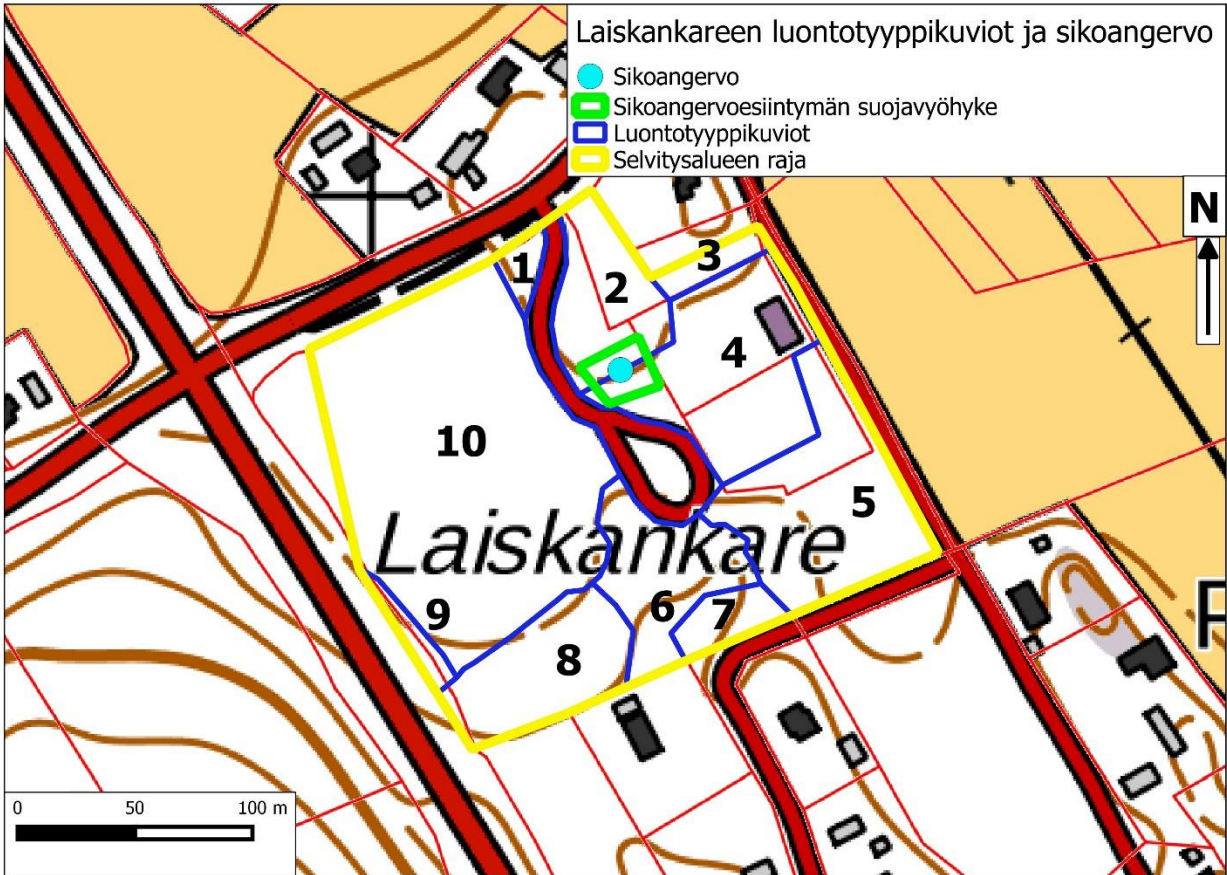 Laiskankareen luontotyyppikuviot ja sikoangervo
Sikoangervo
Sikoangervoesiintymän suojavyöhyke
Luontotyyppikuviot
Selvitysalueen raja
N
1
2
3
4
10
5
Laiskankare
9
6
7
8
0 50 100 m